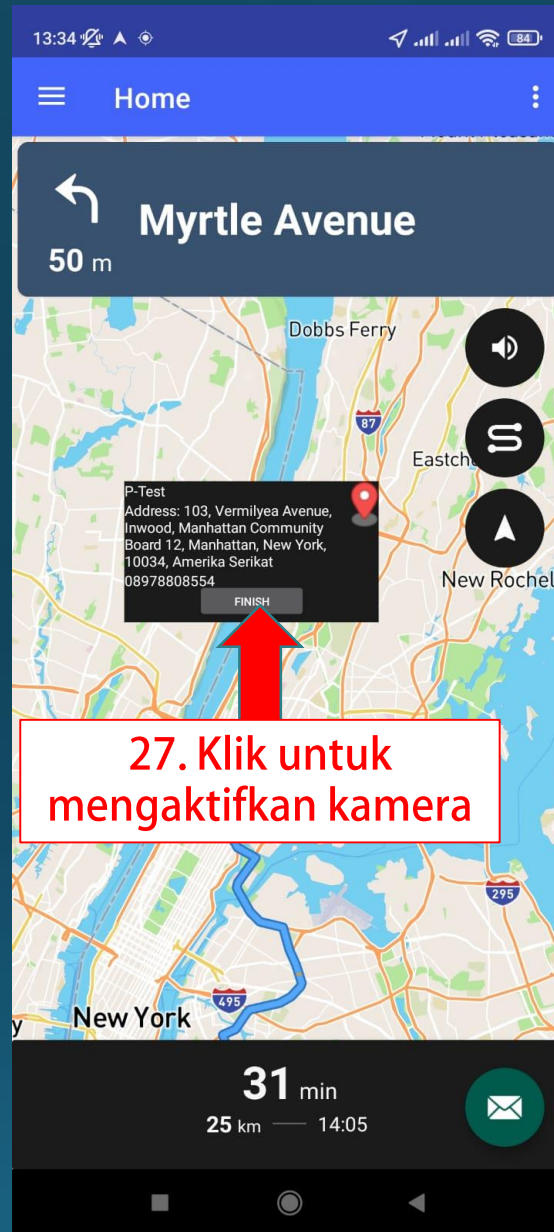 13:34
84
Home
Myrtle Avenue
50 m
Dobbs Ferry
87
Eastch
P-Test
Address: 103, Vermilyea Avenue,
Inwood, Manhattan Community
Board 12, Manhattan, New York,
10034, Amerika Serikat
08978808554
FINISH
New Rochel
27. Klik untuk
mengaktifkan kamera
295
495
y
New York
31 min
25 km — 14:05